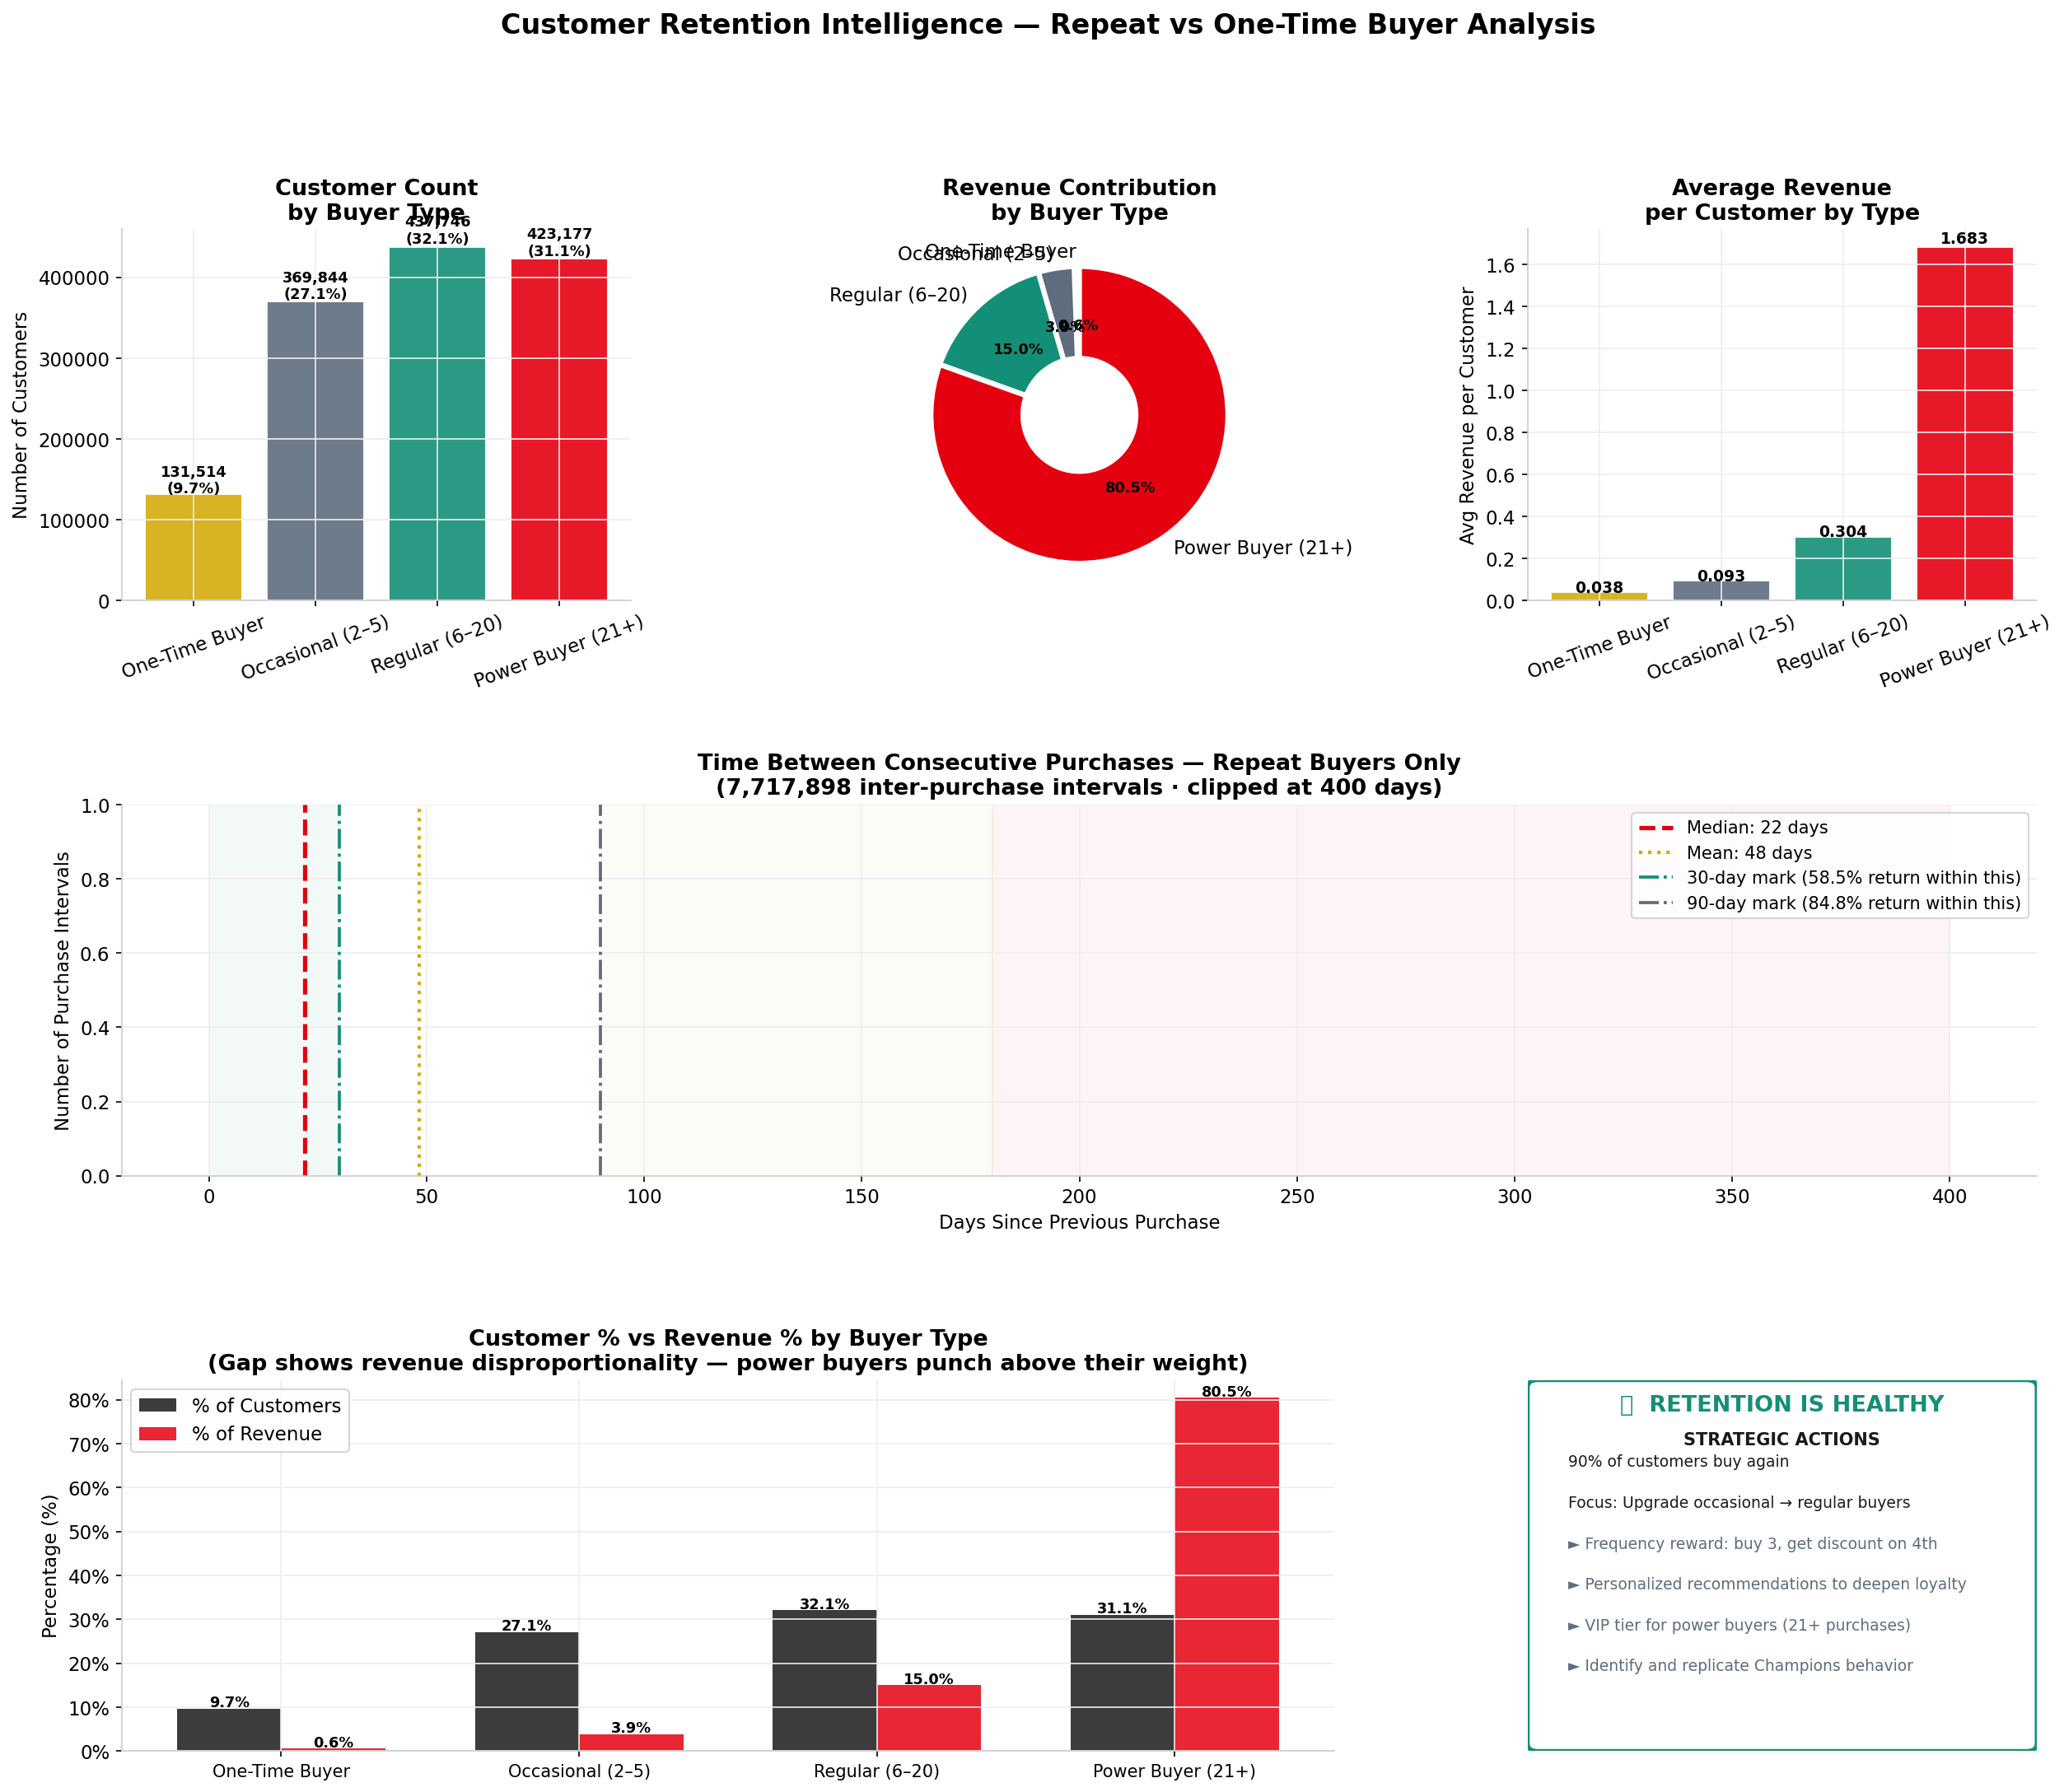 Customer Retention Intelligence — Repeat vs One-Time Buyer Analysis
Customer Count
by Buyer Type
437,746
(32.1%)
423,177
(31.1%)
369,844
(27.1%)
131,514
(9.7%)
Number of Customers
400000
300000
200000
100000
0
One-Time Buyer
Occasional (2–5)
Regular (6–20)
Power Buyer (21+)
Revenue Contribution
by Buyer Type
One-Time Buyer
Occasional (2–5)
Regular (6–20)
Power Buyer (21+)
0.6%
3.9%
15.0%
80.5%
Average Revenue
per Customer by Type
Avg Revenue per Customer
1.6
1.4
1.2
1.0
0.8
0.6
0.4
0.2
0.0
0.038
0.093
0.304
1.683
One-Time Buyer
Occasional (2–5)
Regular (6–20)
Power Buyer (21+)
Time Between Consecutive Purchases — Repeat Buyers Only
(7,717,898 inter-purchase intervals · clipped at 400 days)
Number of Purchase Intervals
1.0
0.8
0.6
0.4
0.2
0.0
Median: 22 days
Mean: 48 days
30-day mark (58.5% return within this)
90-day mark (84.8% return within this)
0
50
100
150
200
250
300
350
400
Days Since Previous Purchase
Customer % vs Revenue % by Buyer Type
(Gap shows revenue disproportionality — power buyers punch above their weight)
% of Customers
% of Revenue
Percentage (%)
80%
70%
60%
50%
40%
30%
20%
10%
0%
9.7%
0.6%
27.1%
3.9%
32.1%
15.0%
31.1%
80.5%
One-Time Buyer
Occasional (2–5)
Regular (6–20)
Power Buyer (21+)
RETENTION IS HEALTHY
STRATEGIC ACTIONS
90% of customers buy again
Focus: Upgrade occasional → regular buyers
► Frequency reward: buy 3, get discount on 4th
► Personalized recommendations to deepen loyalty
► VIP tier for power buyers (21+ purchases)
► Identify and replicate Champions behavior